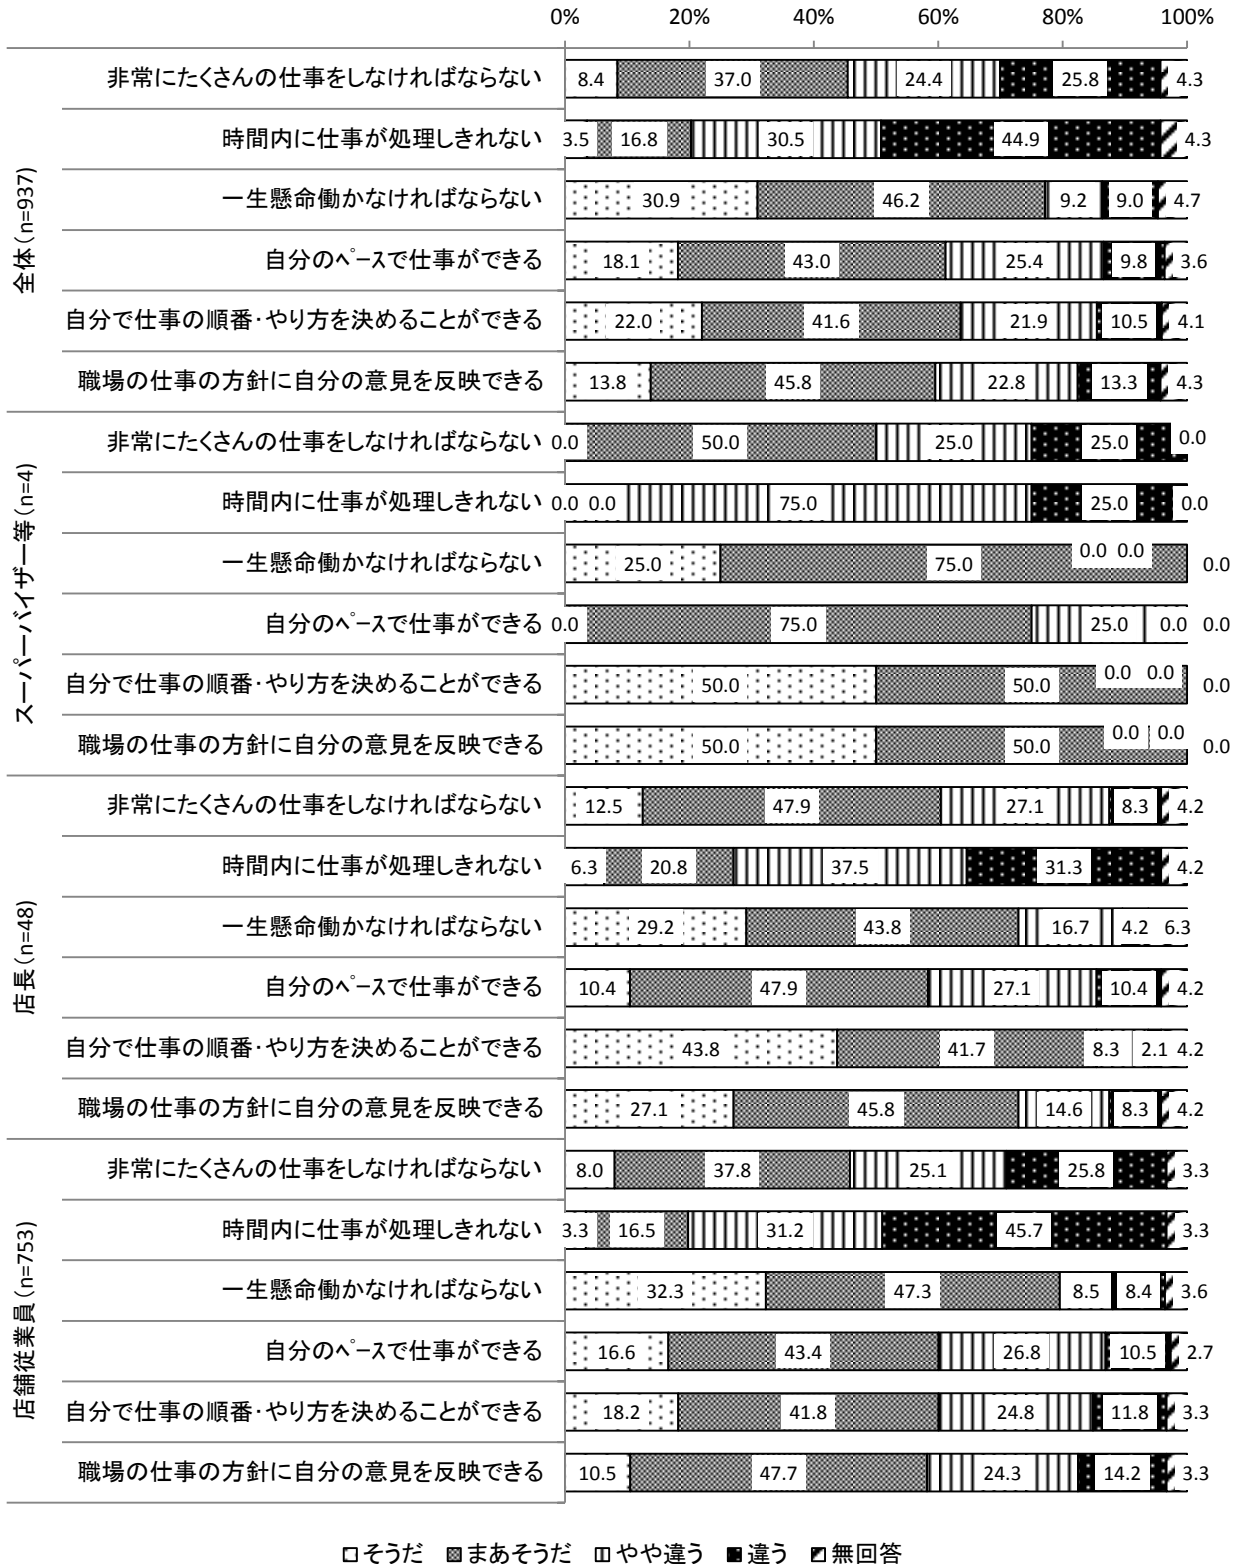 0% 20% 40% 60% 80% 100%
全体(n=937)
非常にたくさんの仕事をしなければならない 8.4 37.0 24.4 25.8 4.3
時間内に仕事が処理しきれない 3.5 16.8 30.5 44.9 4.3
一生懸命働かなければならない 30.9 46.2 9.2 9.0 4.7
自分のペースで仕事ができる 18.1 43.0 25.4 9.8 3.6
自分で仕事の順番・やり方を決めることができる 22.0 41.6 21.9 10.5 4.1
職場の仕事の方針に自分の意見を反映できる 13.8 45.8 22.8 13.3 4.3
スーパーバイザー等(n=4)
非常にたくさんの仕事をしなければならない 0.0 50.0 25.0 25.0 0.0
時間内に仕事が処理しきれない 0.0 0.0 75.0 25.0 0.0
一生懸命働かなければならない 25.0 75.0 0.0 0.0 0.0
自分のペースで仕事ができる 0.0 75.0 25.0 0.0 0.0
自分で仕事の順番・やり方を決めることができる 50.0 50.0 0.0 0.0 0.0
職場の仕事の方針に自分の意見を反映できる 50.0 50.0 0.0 0.0 0.0
店長(n=48)
非常にたくさんの仕事をしなければならない 12.5 47.9 27.1 8.3 4.2
時間内に仕事が処理しきれない 6.3 20.8 37.5 31.3 4.2
一生懸命働かなければならない 29.2 43.8 16.7 4.2 6.3
自分のペースで仕事ができる 10.4 47.9 27.1 10.4 4.2
自分で仕事の順番・やり方を決めることができる 43.8 41.7 8.3 2.1 4.2
職場の仕事の方針に自分の意見を反映できる 27.1 45.8 14.6 8.3 4.2
店舗従業員(n=753)
非常にたくさんの仕事をしなければならない 8.0 37.8 25.1 25.8 3.3
時間内に仕事が処理しきれない 3.3 16.5 31.2 45.7 3.3
一生懸命働かなければならない 32.3 47.3 8.5 8.4 3.6
自分のペースで仕事ができる 16.6 43.4 26.8 10.5 2.7
自分で仕事の順番・やり方を決めることができる 18.2 41.8 24.8 11.8 3.3
職場の仕事の方針に自分の意見を反映できる 10.5 47.7 24.3 14.2 3.3
そうだ まあそうだ やや違う 違う 無回答